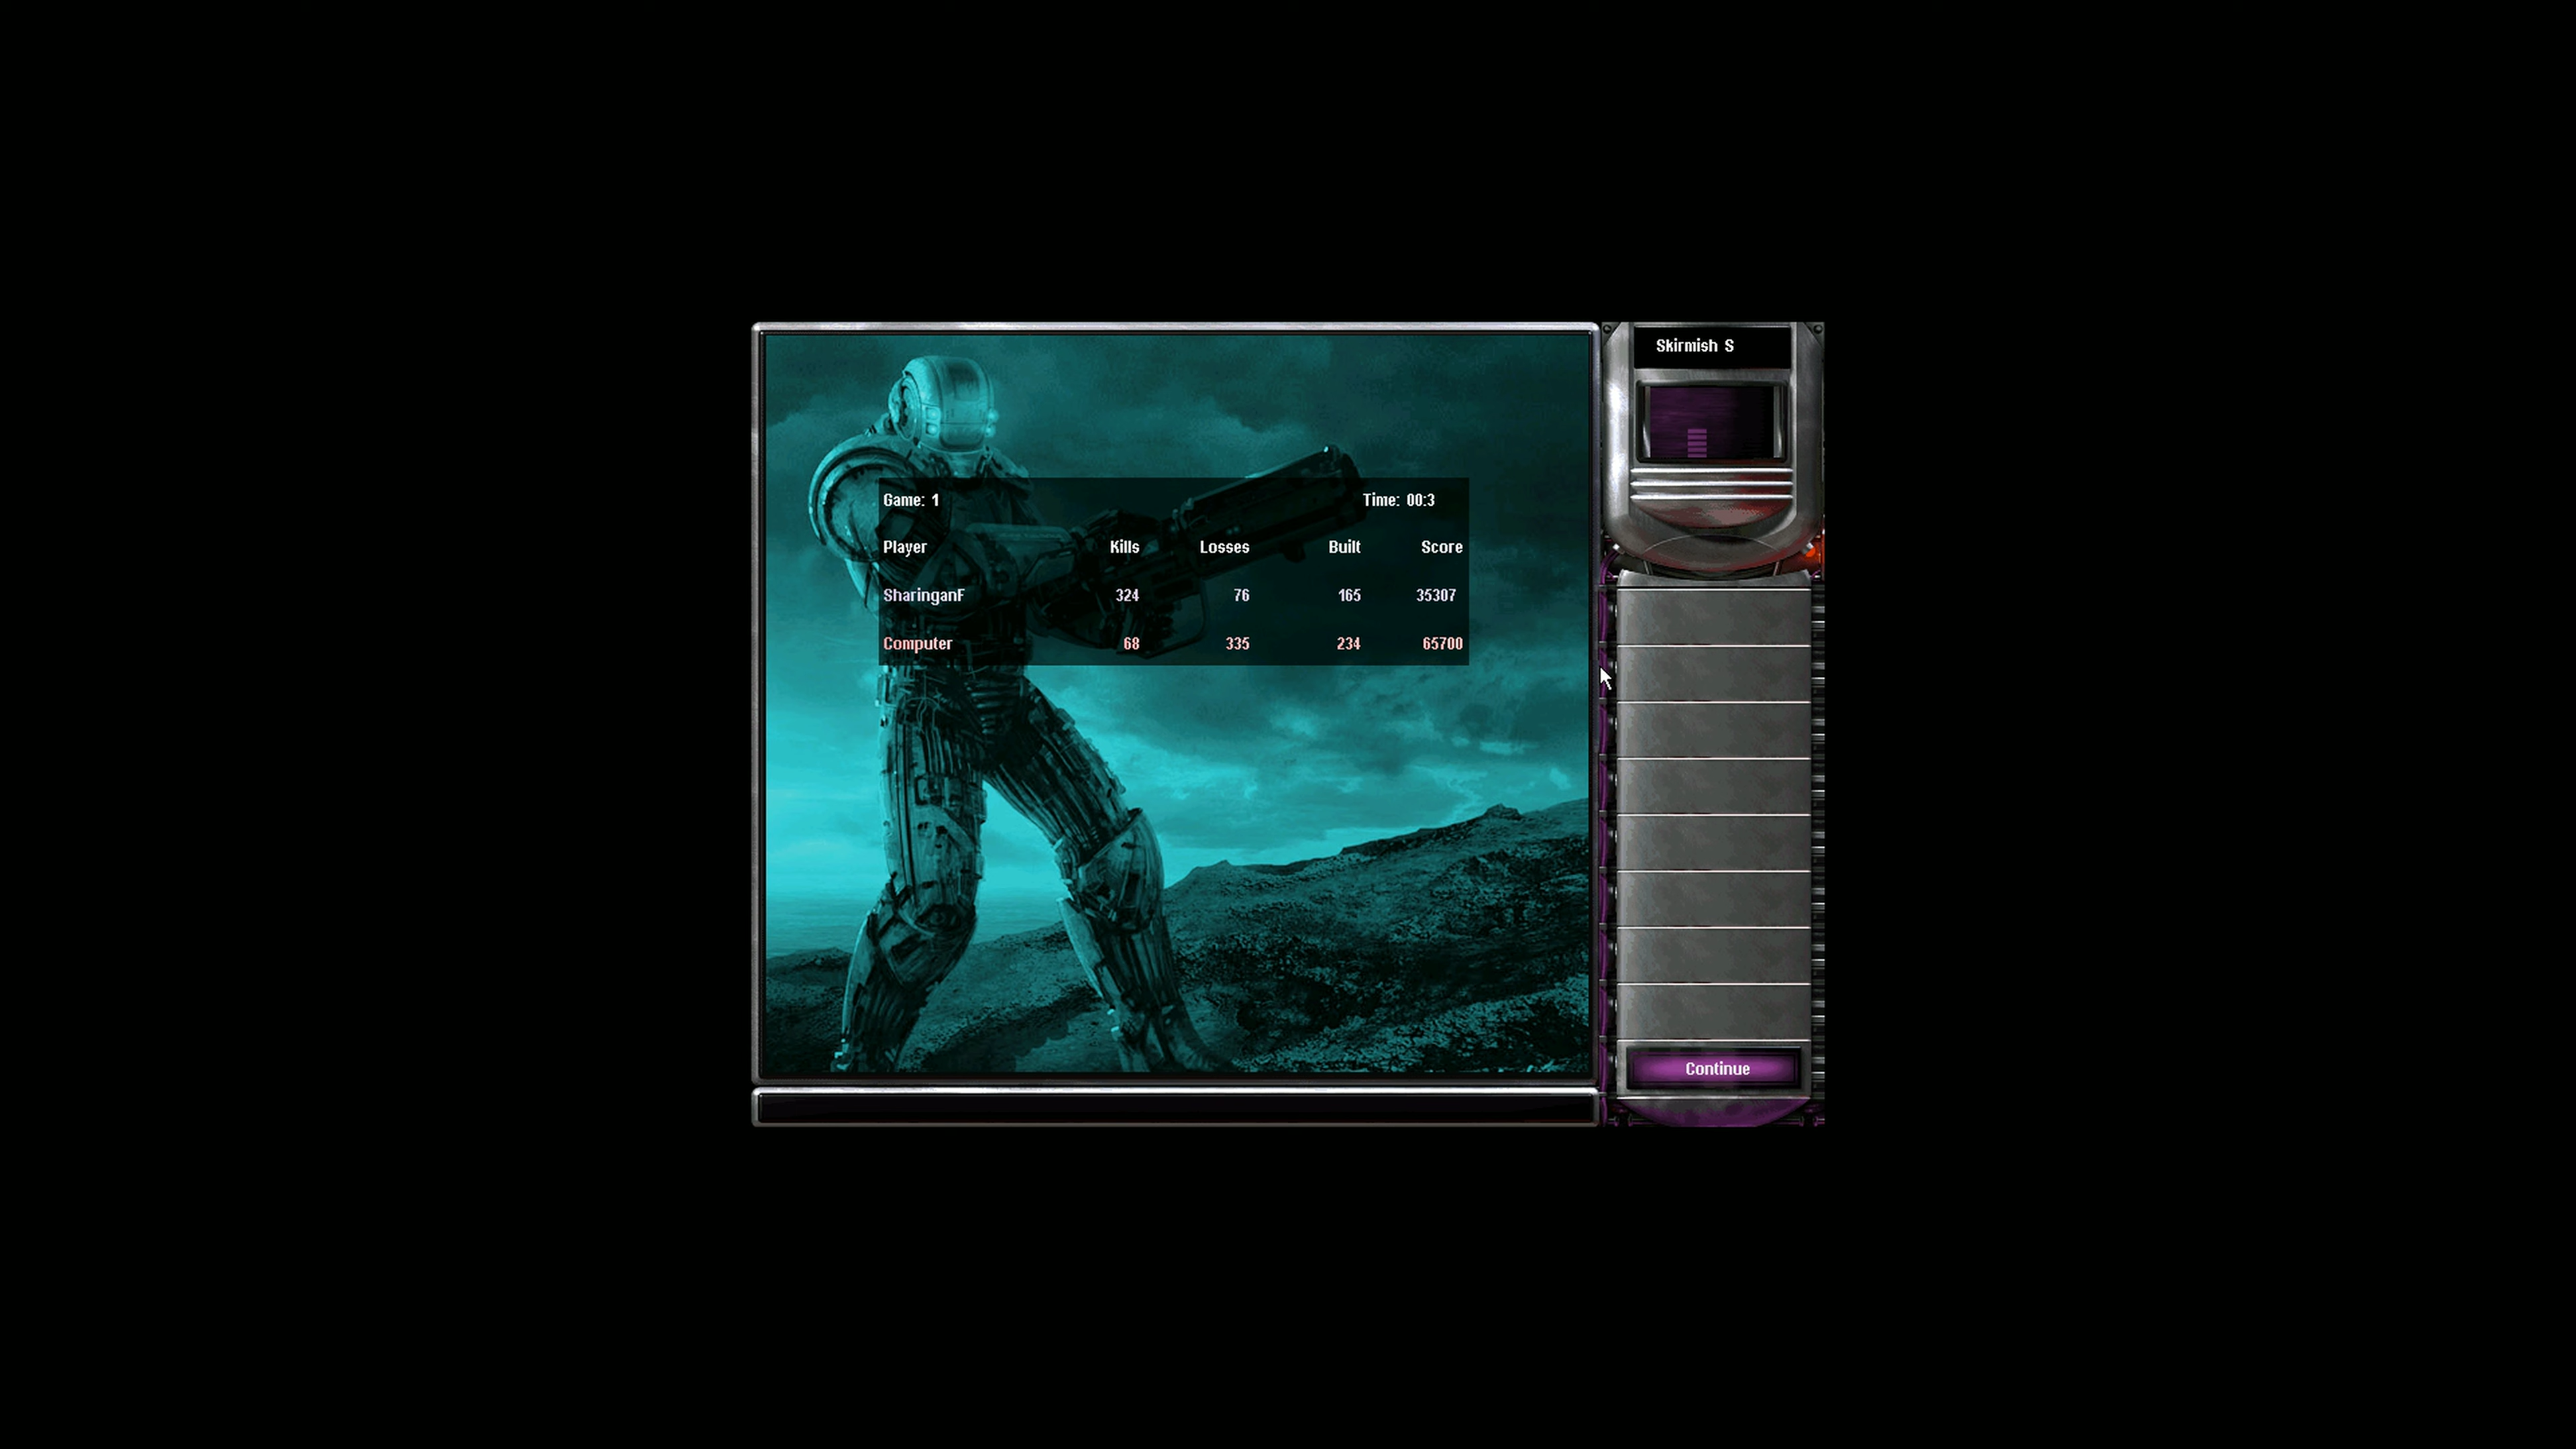 Skirmish S
Game: 1 Time: 00:3
Player Kills Losses Built Score
SharinganF 324 76 165 35307
Computer 68 335 234 65700
Continue